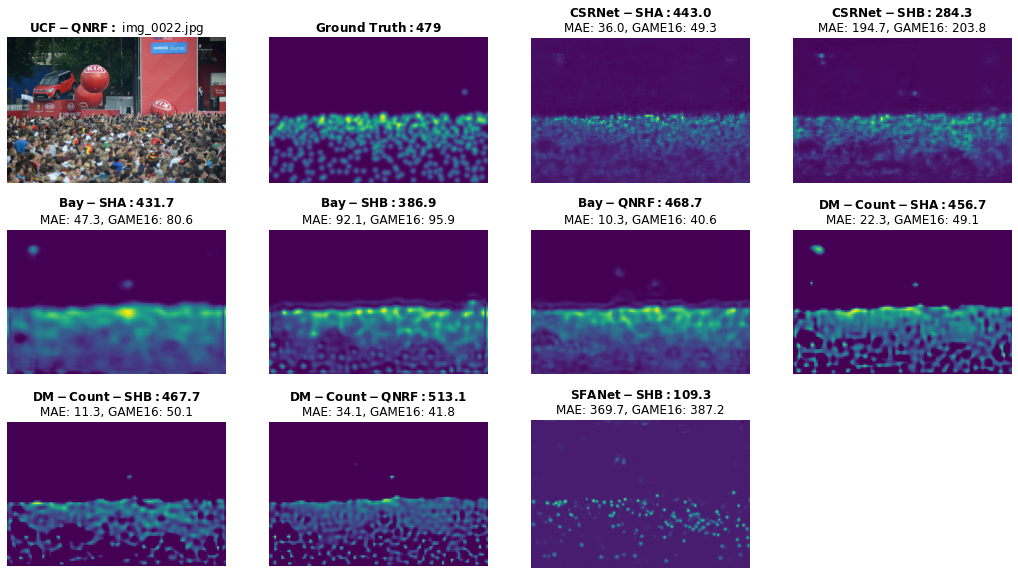 UCF − QNRF : img_0022.jpg
Ground Truth : 479
CSRNet − SHA : 443.0
MAE: 36.0, GAME16: 49.3
CSRNet − SHB : 284.3
MAE: 194.7, GAME16: 203.8
KIA
Bay − SHA : 431.7
MAE: 47.3, GAME16: 80.6
Bay − SHB : 386.9
MAE: 92.1, GAME16: 95.9
Bay − QNRF : 468.7
MAE: 10.3, GAME16: 40.6
DM − Count − SHA : 456.7
MAE: 22.3, GAME16: 49.1
DM − Count − SHB : 467.7
MAE: 11.3, GAME16: 50.1
DM − Count − QNRF : 513.1
MAE: 34.1, GAME16: 41.8
SFANet − SHB : 109.3
MAE: 369.7, GAME16: 387.2